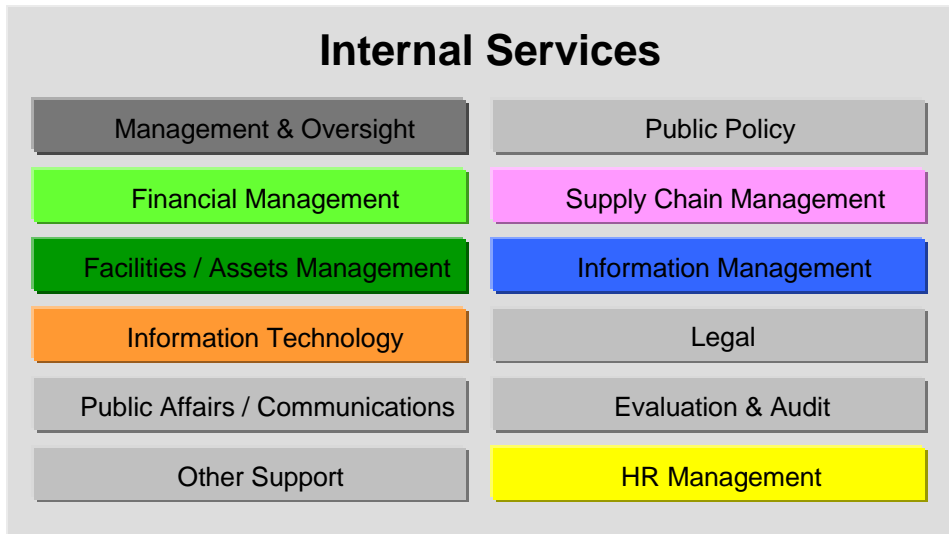 Internal Services
Management & Oversight
Public Policy
Financial Management
Supply Chain Management
Facilities / Assets Management
Information Management
Information Technology
Legal
Public Affairs / Communications
Evaluation & Audit
Other Support
HR Management